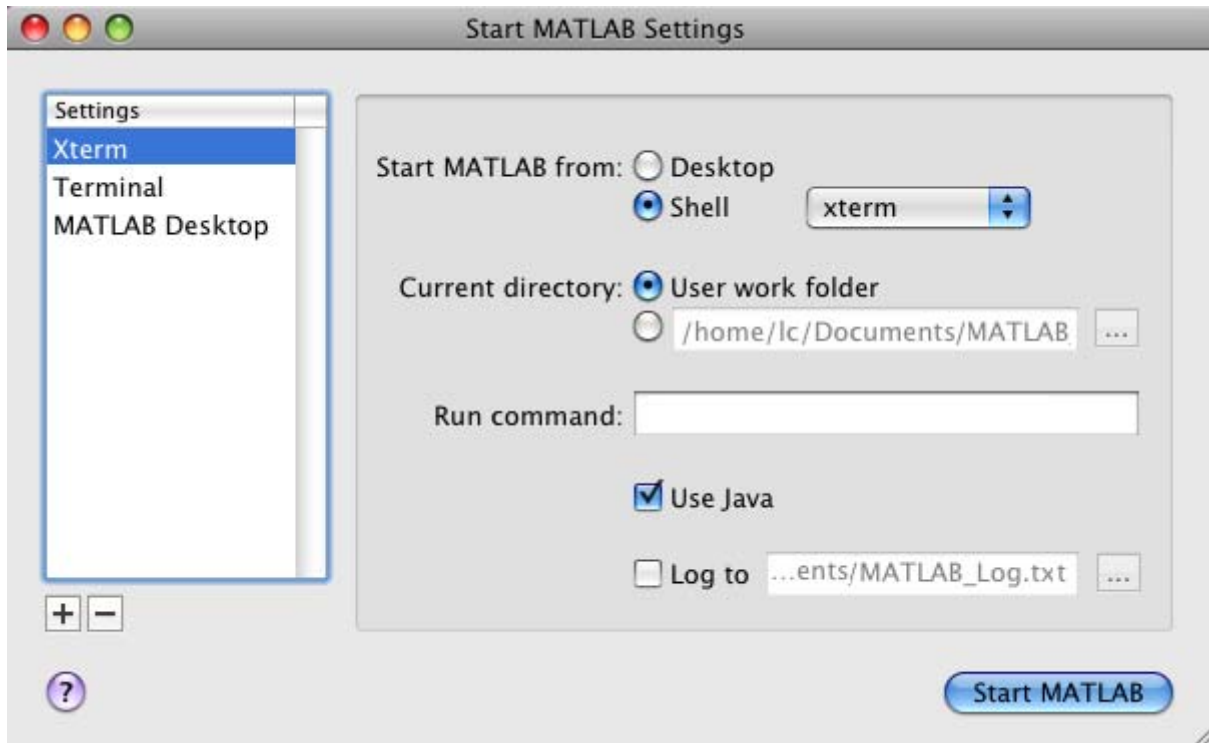 Start MATLAB Settings
Settings
Xterm
Terminal
MATLAB Desktop
Start MATLAB from: Desktop
Shell xterm
Current directory: User work folder
/home/lc/Documents/MATLAB
...
Run command:
Use Java
Log to ...ents/MATLAB_Log.txt ...
+ −
?
Start MATLAB